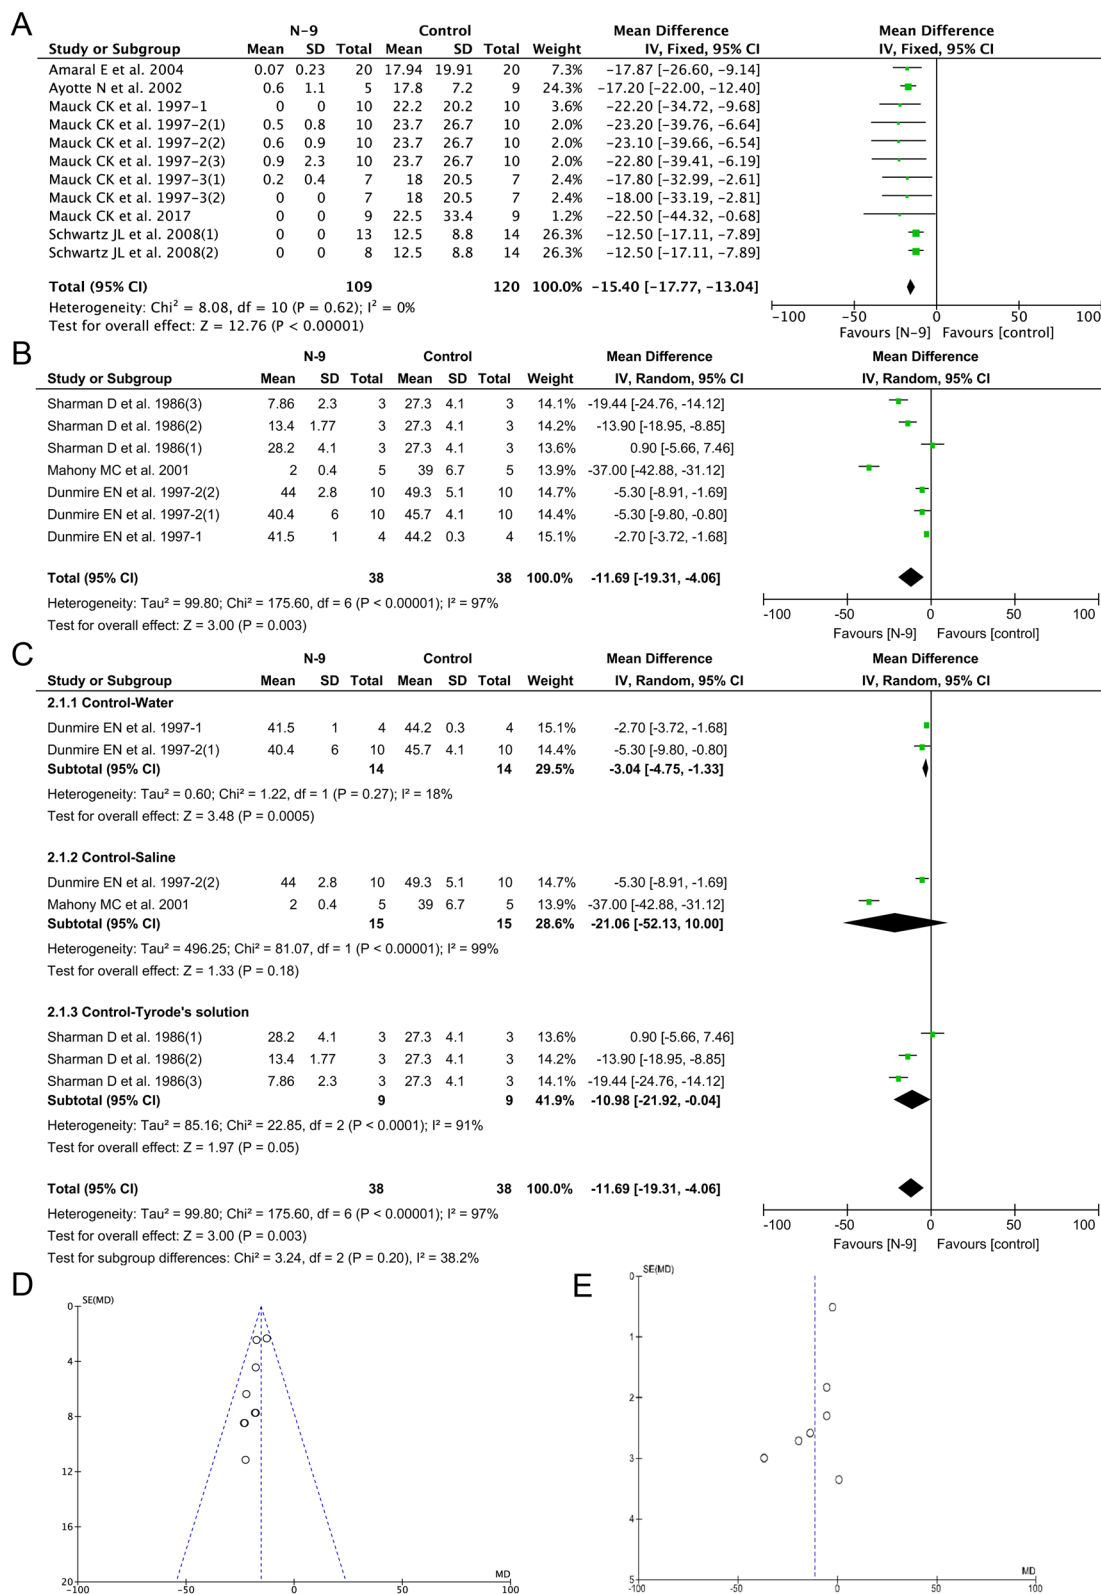 A
N-9 Control Mean Difference Mean Difference
Study or Subgroup Mean SD Total Mean SD Total Weight IV, Fixed, 95% CI IV, Fixed, 95% CI
Amaral E et al. 2004 0.07 0.23 20 17.94 19.91 20 7.3% -17.87 [-26.60, -9.14]
Ayotte N et al. 2002 0.6 1.1 5 17.8 7.2 9 24.3% -17.20 [-22.00, -12.40]
Mauck CK et al. 1997-1 0 0 10 22.2 20.2 10 3.6% -22.20 [-34.72, -9.68]
Mauck CK et al. 1997-2(1) 0.5 0.8 10 23.7 26.7 10 2.0% -23.20 [-39.76, -6.64]
Mauck CK et al. 1997-2(2) 0.6 0.9 10 23.7 26.7 10 2.0% -23.10 [-39.66, -6.54]
Mauck CK et al. 1997-2(3) 0.9 2.3 10 23.7 26.7 10 2.0% -22.80 [-39.41, -6.19]
Mauck CK et al. 1997-3(1) 0.2 0.4 7 18 20.5 7 2.4% -17.80 [-32.99, -2.61]
Mauck CK et al. 1997-3(2) 0 0 7 18 20.5 7 2.4% -18.00 [-33.19, -2.81]
Mauck CK et al. 2017 0 0 9 22.5 33.4 9 1.2% -22.50 [-44.32, -0.68]
Schwartz JL et al. 2008(1) 0 0 13 12.5 8.8 14 26.3% -12.50 [-17.11, -7.89]
Schwartz JL et al. 2008(2) 0 0 8 12.5 8.8 14 26.3% -12.50 [-17.11, -7.89]
Total (95% CI) 109 120 100.0% -15.40 [-17.77, -13.04]
Heterogeneity: Chi² = 8.08, df = 10 (P = 0.62); I² = 0%
Test for overall effect: Z = 12.76 (P < 0.00001)
-100 -50 0 50 100
Favours [N-9] Favours [control]
B
N-9 Control Mean Difference Mean Difference
Study or Subgroup Mean SD Total Mean SD Total Weight IV, Random, 95% CI IV, Random, 95% CI
Sharman D et al. 1986(3) 7.86 2.3 3 27.3 4.1 3 14.1% -19.44 [-24.76, -14.12]
Sharman D et al. 1986(2) 13.4 1.77 3 27.3 4.1 3 14.2% -13.90 [-18.95, -8.85]
Sharman D et al. 1986(1) 28.2 4.1 3 27.3 4.1 3 13.6% 0.90 [-5.66, 7.46]
Mahony MC et al. 2001 2 0.4 5 39 6.7 5 13.9% -37.00 [-42.88, -31.12]
Dunmire EN et al. 1997-2(2) 44 2.8 10 49.3 5.1 10 14.7% -5.30 [-8.91, -1.69]
Dunmire EN et al. 1997-2(1) 40.4 6 10 45.7 4.1 10 14.4% -5.30 [-9.80, -0.80]
Dunmire EN et al. 1997-1 41.5 1 4 44.2 0.3 4 15.1% -2.70 [-3.72, -1.68]
Total (95% CI) 38 38 100.0% -11.69 [-19.31, -4.06]
Heterogeneity: Tau² = 99.80; Chi² = 175.60, df = 6 (P < 0.00001); I² = 97%
Test for overall effect: Z = 3.00 (P = 0.003)
-100 -50 0 50 100
Favours [N-9] Favours [control]
C
N-9 Control Mean Difference Mean Difference
Study or Subgroup Mean SD Total Mean SD Total Weight IV, Random, 95% CI IV, Random, 95% CI
2.1.1 Control-Water
Dunmire EN et al. 1997-1 41.5 1 4 44.2 0.3 4 15.1% -2.70 [-3.72, -1.68]
Dunmire EN et al. 1997-2(1) 40.4 6 10 45.7 4.1 10 14.4% -5.30 [-9.80, -0.80]
Subtotal (95% CI) 14 14 29.5% -3.04 [-4.75, -1.33]
Heterogeneity: Tau² = 0.60; Chi² = 1.22, df = 1 (P = 0.27); I² = 18%
Test for overall effect: Z = 3.48 (P = 0.0005)
2.1.2 Control-Saline
Dunmire EN et al. 1997-2(2) 44 2.8 10 49.3 5.1 10 14.7% -5.30 [-8.91, -1.69]
Mahony MC et al. 2001 2 0.4 5 39 6.7 5 13.9% -37.00 [-42.88, -31.12]
Subtotal (95% CI) 15 15 28.6% -21.06 [-52.13, 10.00]
Heterogeneity: Tau² = 496.25; Chi² = 81.07, df = 1 (P < 0.00001); I² = 99%
Test for overall effect: Z = 1.33 (P = 0.18)
2.1.3 Control-Tyrode's solution
Sharman D et al. 1986(1) 28.2 4.1 3 27.3 4.1 3 13.6% 0.90 [-5.66, 7.46]
Sharman D et al. 1986(2) 13.4 1.77 3 27.3 4.1 3 14.2% -13.90 [-18.95, -8.85]
Sharman D et al. 1986(3) 7.86 2.3 3 27.3 4.1 3 14.1% -19.44 [-24.76, -14.12]
Subtotal (95% CI) 9 9 41.9% -10.98 [-21.92, -0.04]
Heterogeneity: Tau² = 85.16; Chi² = 22.85, df = 2 (P < 0.0001); I² = 91%
Test for overall effect: Z = 1.97 (P = 0.05)
Total (95% CI) 38 38 100.0% -11.69 [-19.31, -4.06]
Heterogeneity: Tau² = 99.80; Chi² = 175.60, df = 6 (P < 0.00001); I² = 97%
Test for overall effect: Z = 3.00 (P = 0.003)
Test for subgroup differences: Chi² = 3.24, df = 2 (P = 0.20), I² = 38.2%
-100 -50 0 50 100
Favours [N-9] Favours [control]
D
SE(MD)
0
4
8
12
16
20
-100 -50 0 50 100
MD
E
SE(MD)
0
1
2
3
4
5
-100 -50 0 50 100
MD